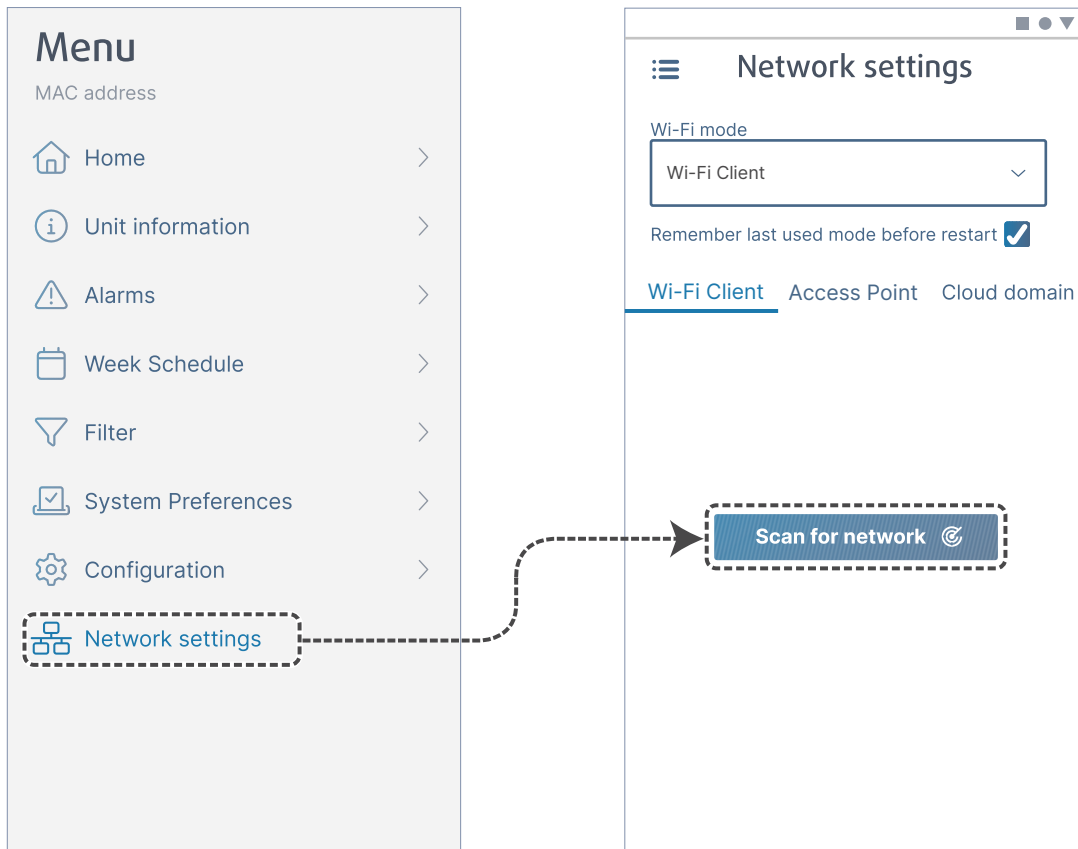 Menu
MAC address
Home
Unit information
Alarms
Week Schedule
Filter
System Preferences
Configuration
Network settings
Network settings
Wi-Fi mode
Wi-Fi Client
Remember last used mode before restart
Wi-Fi Client Access Point Cloud domain
Scan for network